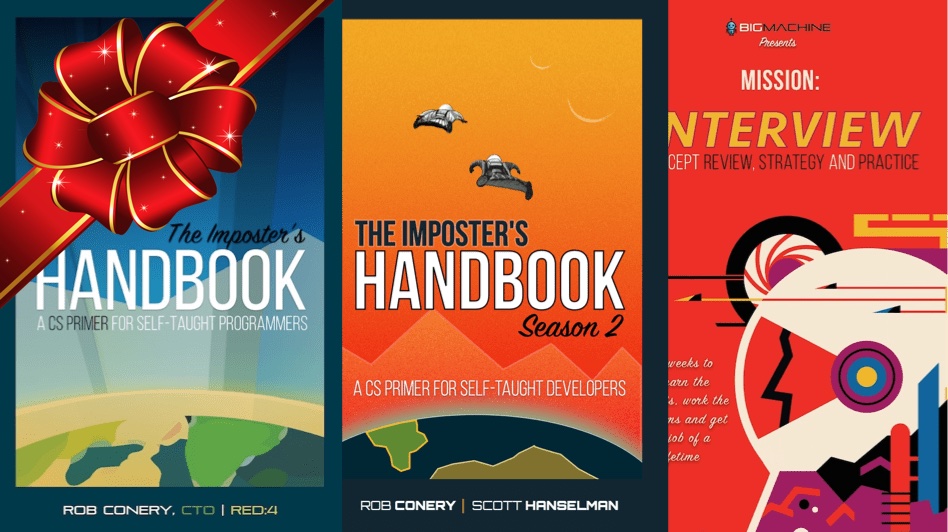 The Imposter's
HANDBOOK
A CS PRIMER FOR SELF-TAUGHT PROGRAMMERS
ROB CONERY, CTO | RED:4
THE IMPOSTER'S
HANDBOOK
Season 2
A CS PRIMER FOR SELF-TAUGHT DEVELOPERS
ROB CONERY | SCOTT HANSELMAN
BIGMACHINE
Presents
MISSION:
NTERVIEW
CEPT REVIEW, STRATEGY AND PRACTICE
weeks to
arn the
s, work the
ms and get
job of a
fetime